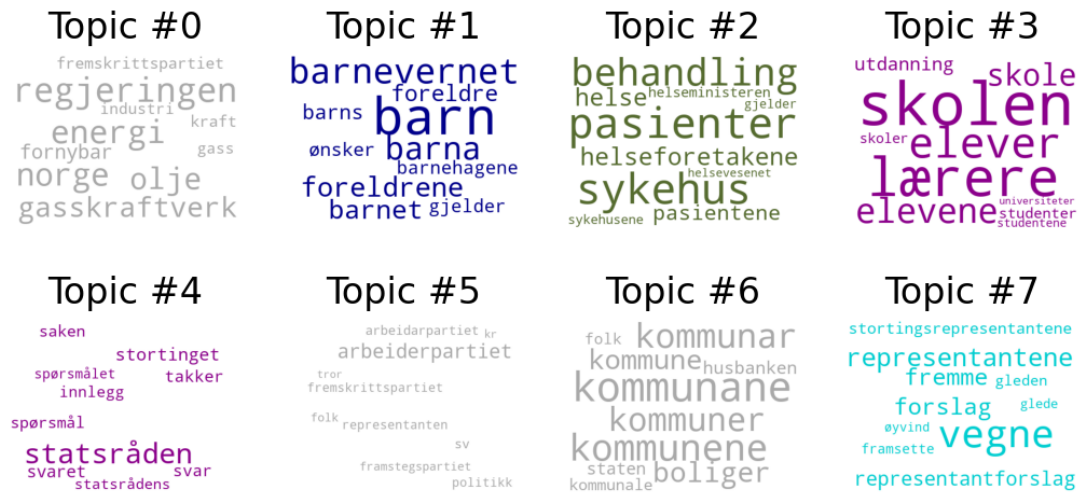 Topic #0
fremskrittspartiet
regjeringen
industri
energi
kraft
fornybar
gass
norge
olje
gasskraftverk
Topic #1
barnevernet
foreldre
barns
barn
ønsker
barna
barnehagene
foreldrene
barnet
gjelder
Topic #2
behandling
helse
helseministeren
gjelder
pasienter
helseforetakene
helsevesenet
sykehus
sykehusene
pasientene
Topic #3
utdanning
skole
skolen
skoler
elever
lærere
universiteter
elevene
studenter
studentene
Topic #4
saken
stortinget
spørsmålet
takker
innlegg
spørsmål
statsråden
svaret
svar
statsrådens
Topic #5
arbeidarpartiet
kr
arbeiderpartiet
tror
fremskrittspartiet
folk
representanten
sv
framstegspartiet
politikk
Topic #6
folk
kommunar
kommune
husbanken
kommunane
kommuner
kommunene
staten
boliger
kommunale
Topic #7
stortingsrepresentantene
representantene
fremme
gleden
forslag
glede
øyvind
vegne
framsette
representantforslag